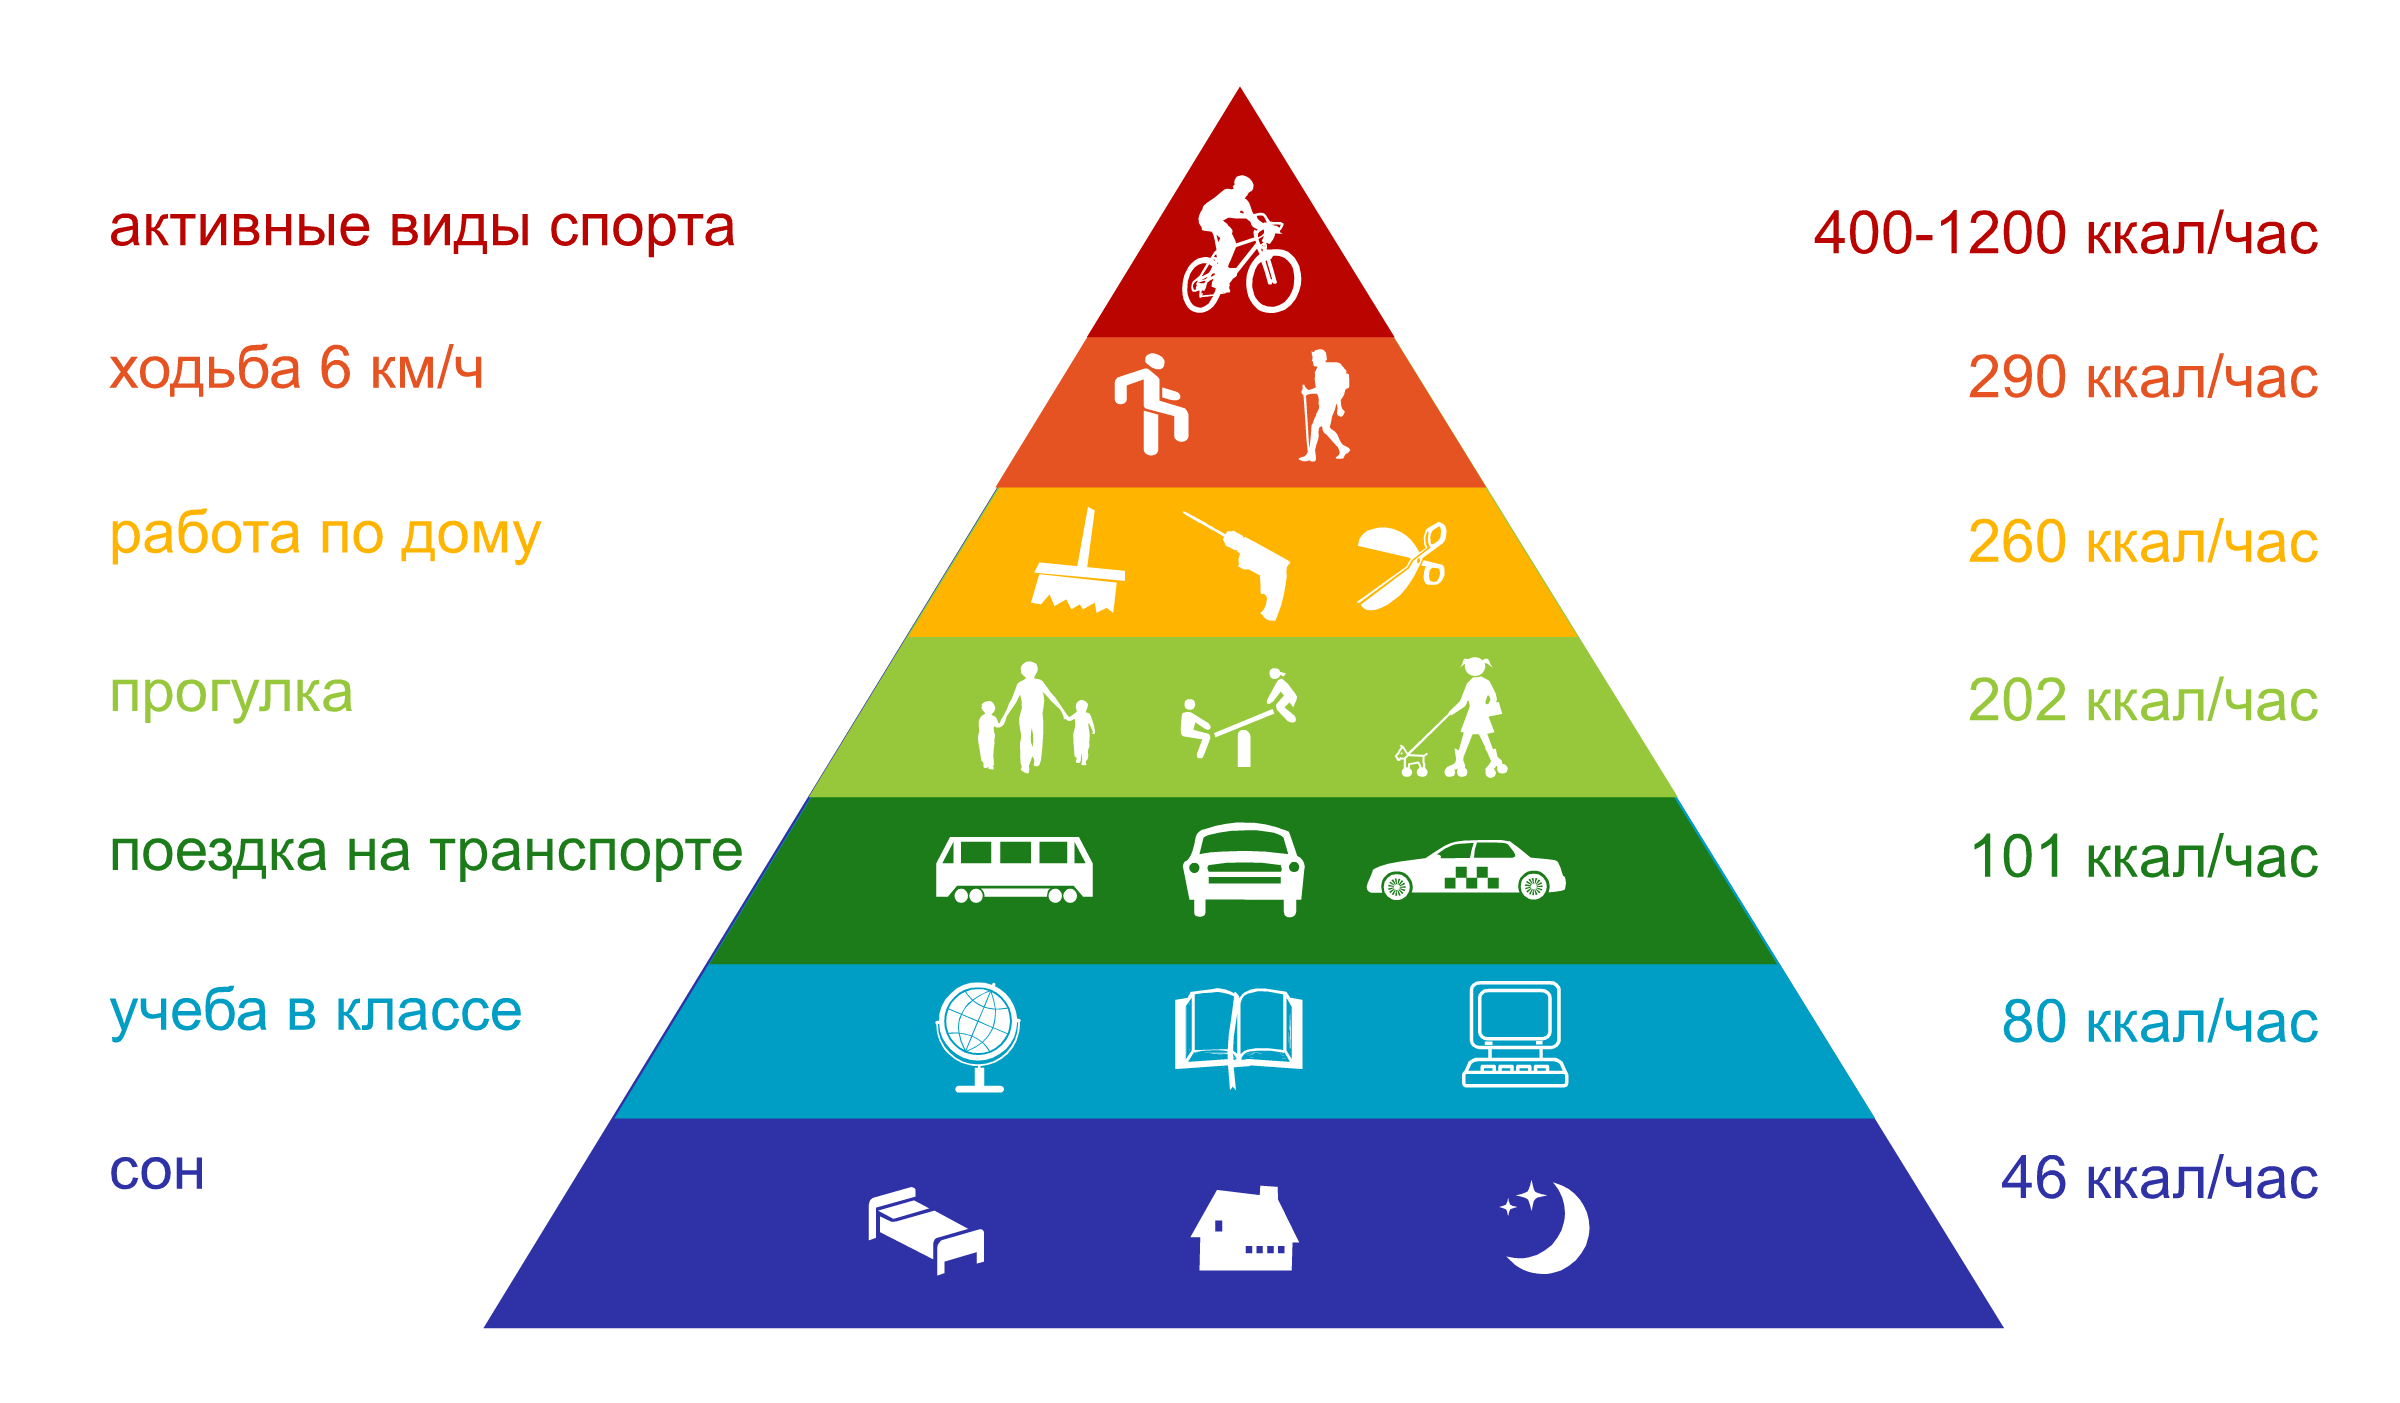 активные виды спорта 400-1200 ккал/час
ходьба 6 км/ч 290 ккал/час
работа по дому 260 ккал/час
прогулка 202 ккал/час
поездка на транспорте 101 ккал/час
учеба в классе 80 ккал/час
сон 46 ккал/час